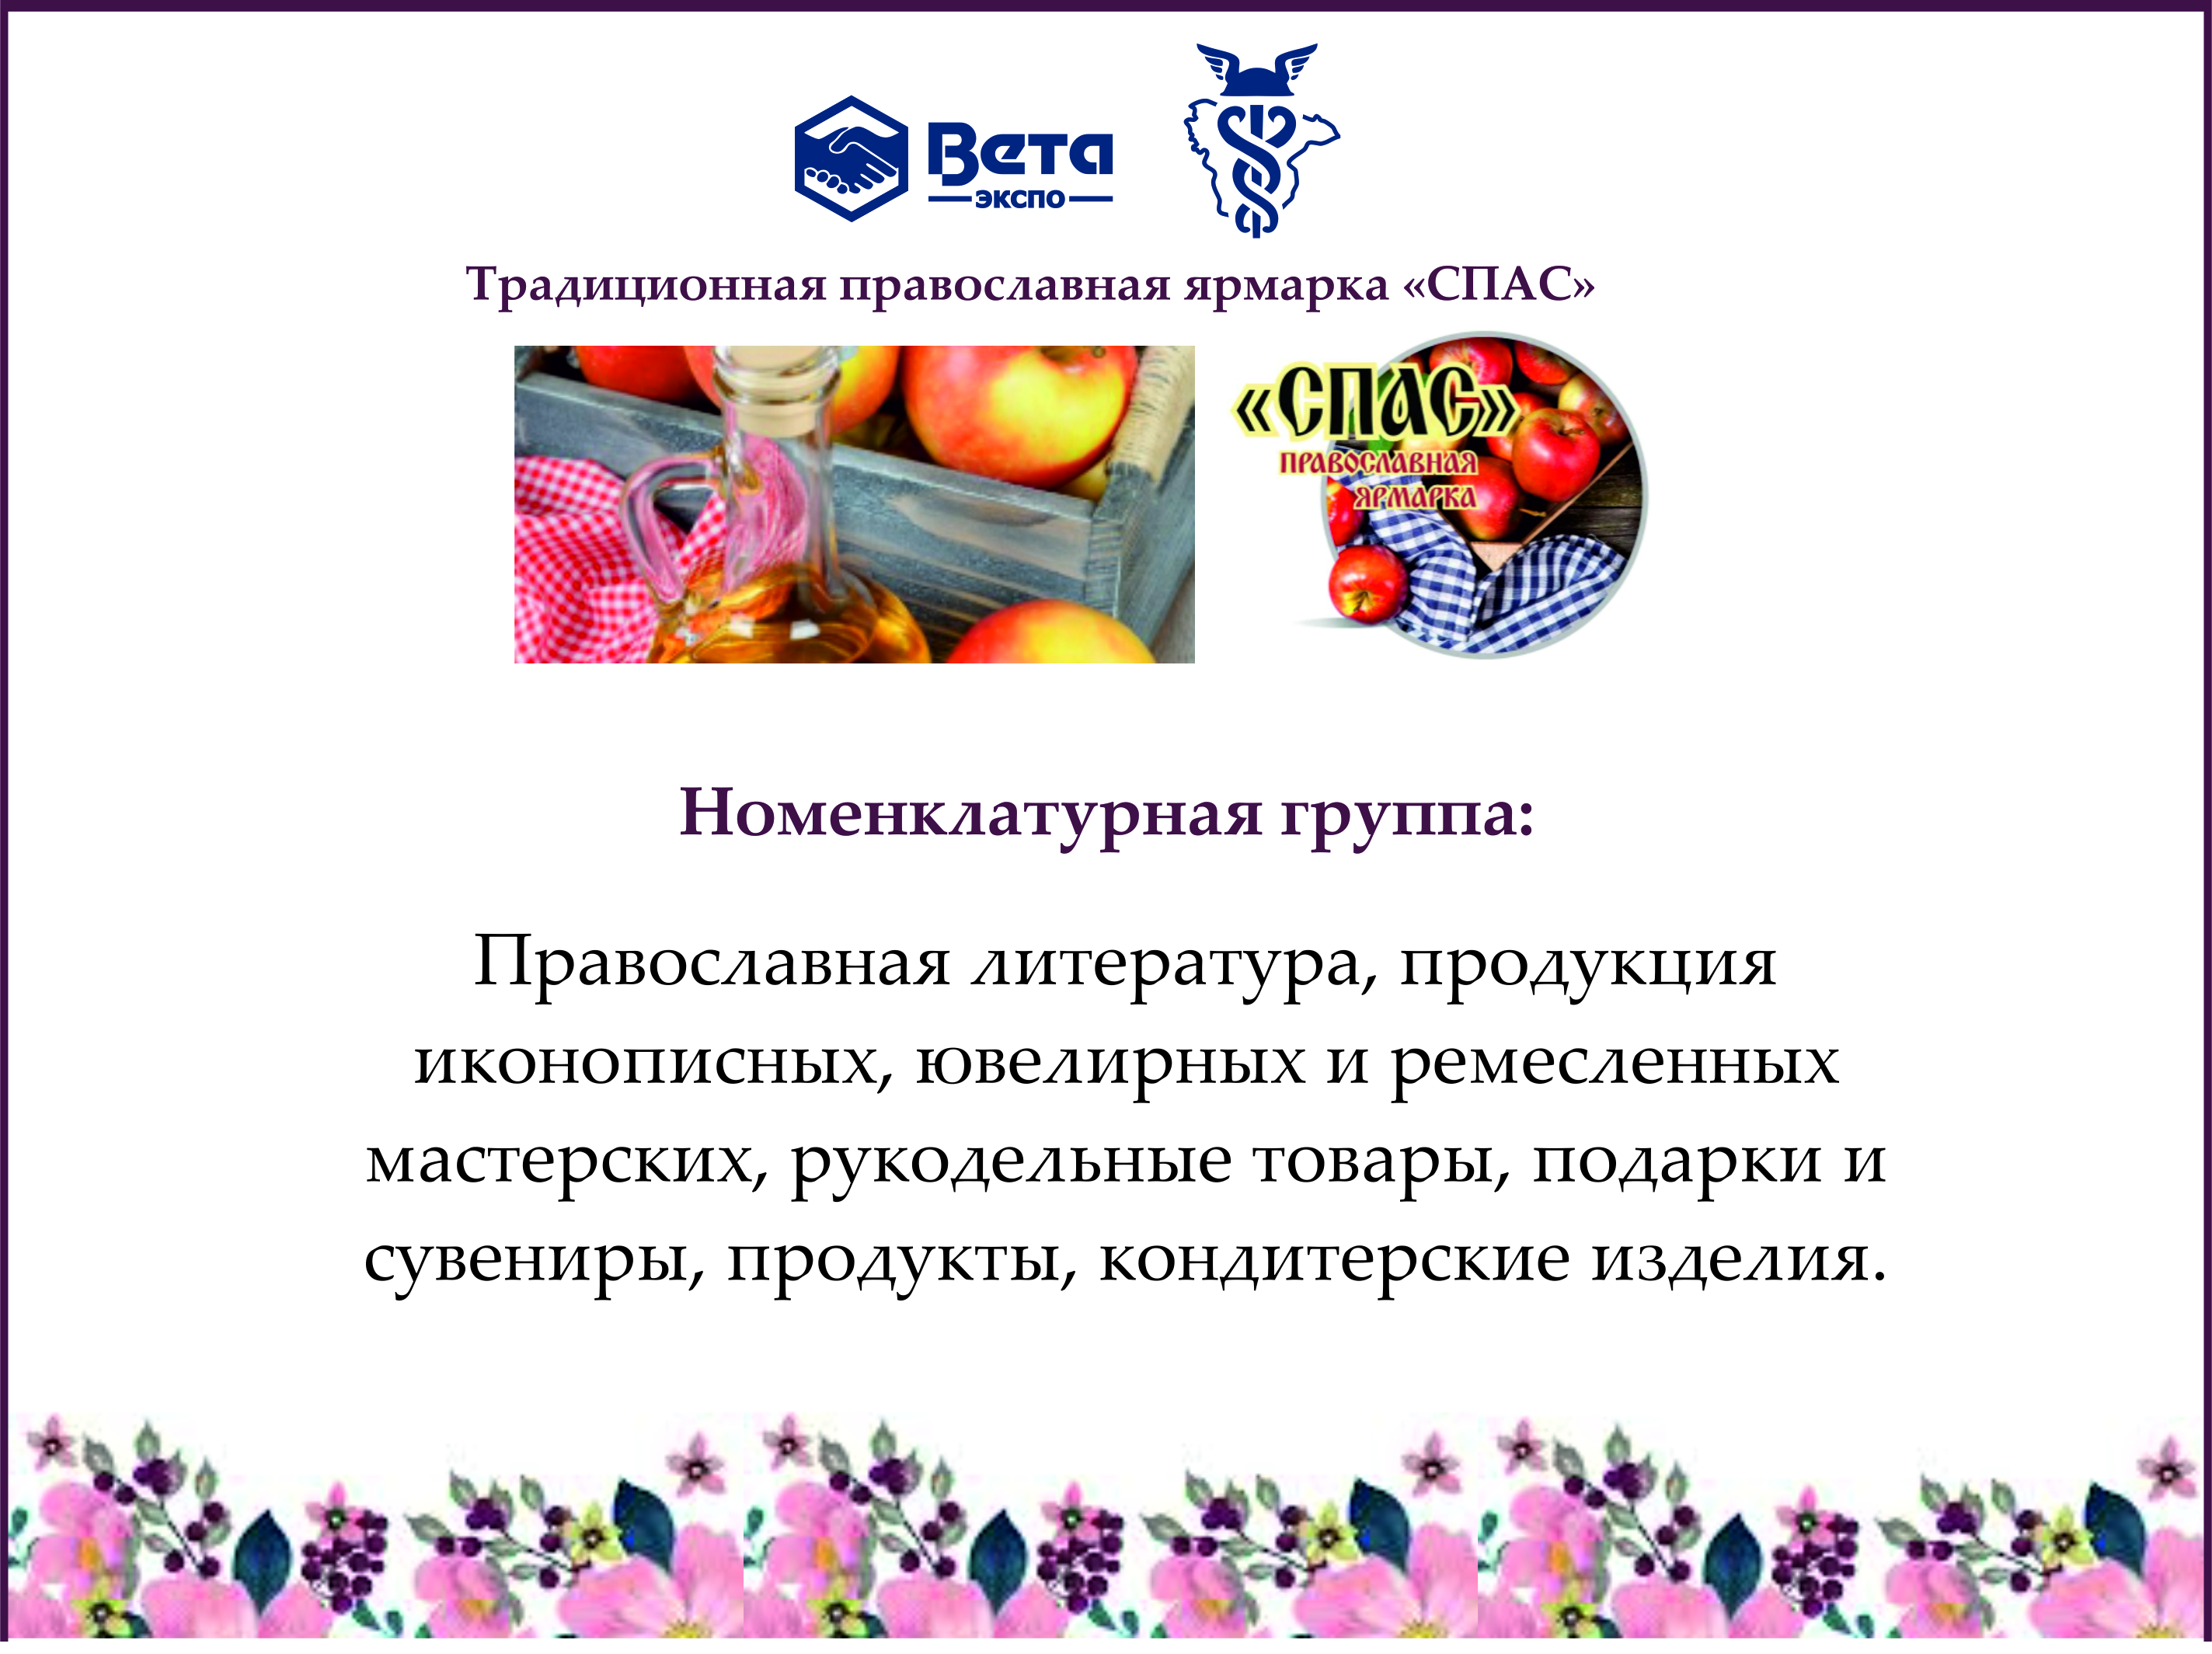 Вета
экспо
Традиционная православная ярмарка «СПАС»
«СПАС»
ПРАВОСЛАВНАЯ
ЯРМАРКА
Номенклатурная группа:
Православная литература, продукция
иконописных, ювелирных и ремесленных
мастерских, рукодельные товары, подарки и
сувениры, продукты, кондитерские изделия.